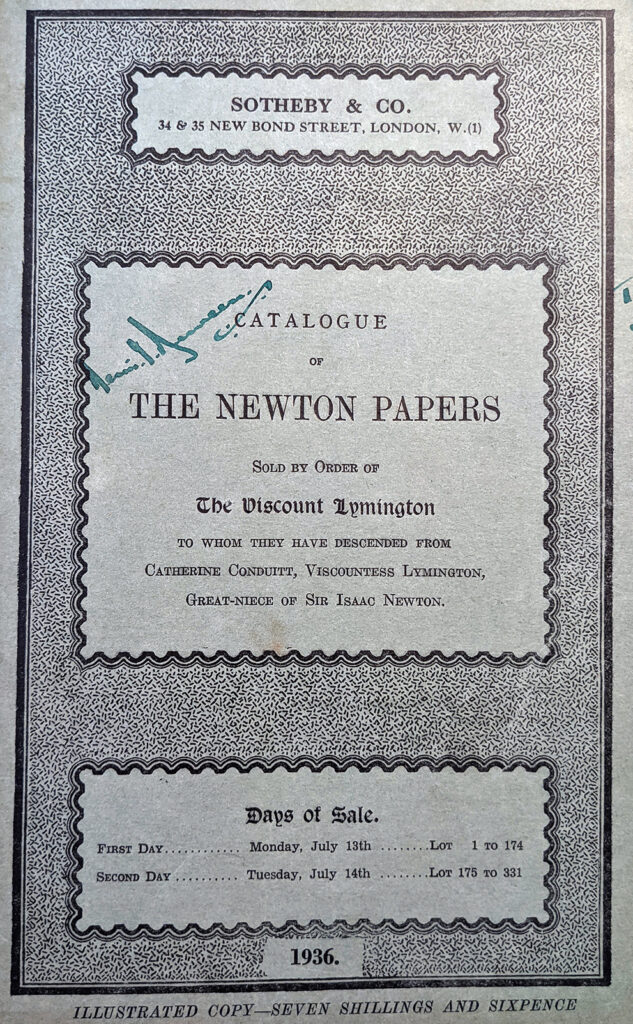 SOTHEBY & CO.
34 & 35 NEW BOND STREET, LONDON, W.(1)
CATALOGUE
OF
THE NEWTON PAPERS
SOLD BY ORDER OF
The Viscount Lymington
TO WHOM THEY HAVE DESCENDED FROM
CATHERINE CONDUITT, VISCOUNTESS LYMINGTON,
GREAT-NIECE OF SIR ISAAC NEWTON.
Days of Sale.
FIRST DAY............ Monday, July 13th ........LOT 1 TO 174
SECOND DAY .......... Tuesday, July 14th ........LOT 175 TO 331
1936.
ILLUSTRATED COPY—SEVEN SHILLINGS AND SIXPENCE